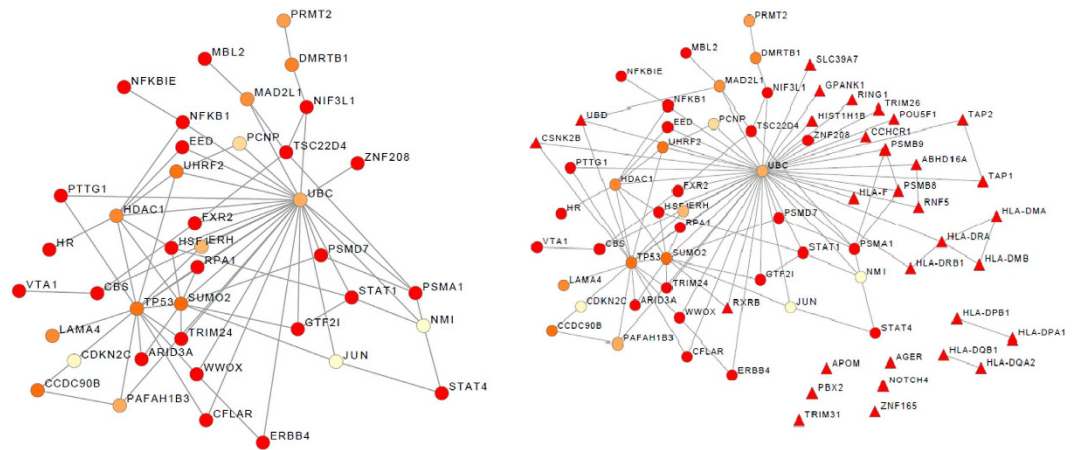 PRMT2
MBL2
DMRTB1
NFKBIE
MAD2L1
NIF3L1
NFKB1
PCNP
EED
TSC22D4
UHRF2
ZNF208
PTTG1
UBC
HDAC1
FXR2
HR
HSF1
ERH
PSMD7
RPA1
VTA1
CBS
STAT1
PSMA1
TP53
SUMO2
NMI
LAMA4
TRIM24
GTF2I
CDKN2C
ARID3A
JUN
CCDC90B
WWOX
PAFAH1B3
STAT4
CFLAR
ERBB4
PRMT2
MBL2
DMRTB1
SLC39A7
NFKBIE
MAD2L1
NIF3L1
GPANK1
RING1
NFKB1
TRIM26
UBD
EED
PCNP
HIST1H1B
POU5F1
TAP2
TSC22D4
CSNK2B
UHRF2
ZNF208
CCHCR1
PSMB9
PTTG1
UBC
ABHD16A
HDAC1
TAP1
FXR2
HLA-F
PSMB8
HR
HSF1
ERH
RNF5
RPA1
PSMD7
HLA-DMA
VTA1
CBS
STAT1
PSMA1
HLA-DRA
TP53
SUMO2
HLA-DRB1
HLA-DMB
NMI
LAMA4
TRIM24
GTF2I
CDKN2C
ARID3A
RXRB
JUN
WWOX
HLA-DPB1
CCDC90B
STAT4
HLA-DPA1
PAFAH1B3
HLA-DQB1
CFLAR
APOM
AGER
HLA-DQA2
ERBB4
PBX2
NOTCH4
TRIM31
ZNF165